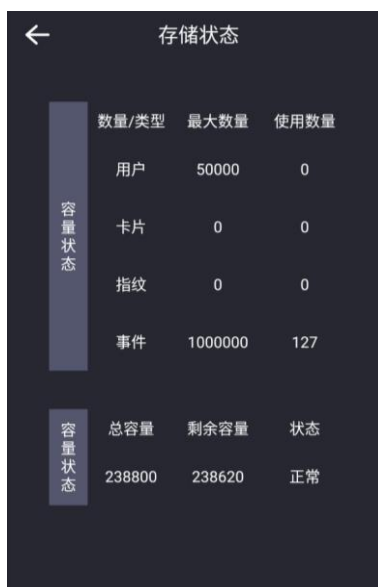 存储状态
容量状态
数量/类型 最大数量 使用数量
用户 50000 0
卡片 0 0
指纹 0 0
事件 1000000 127
容量状态
总容量 剩余容量 状态
238800 238620 正常